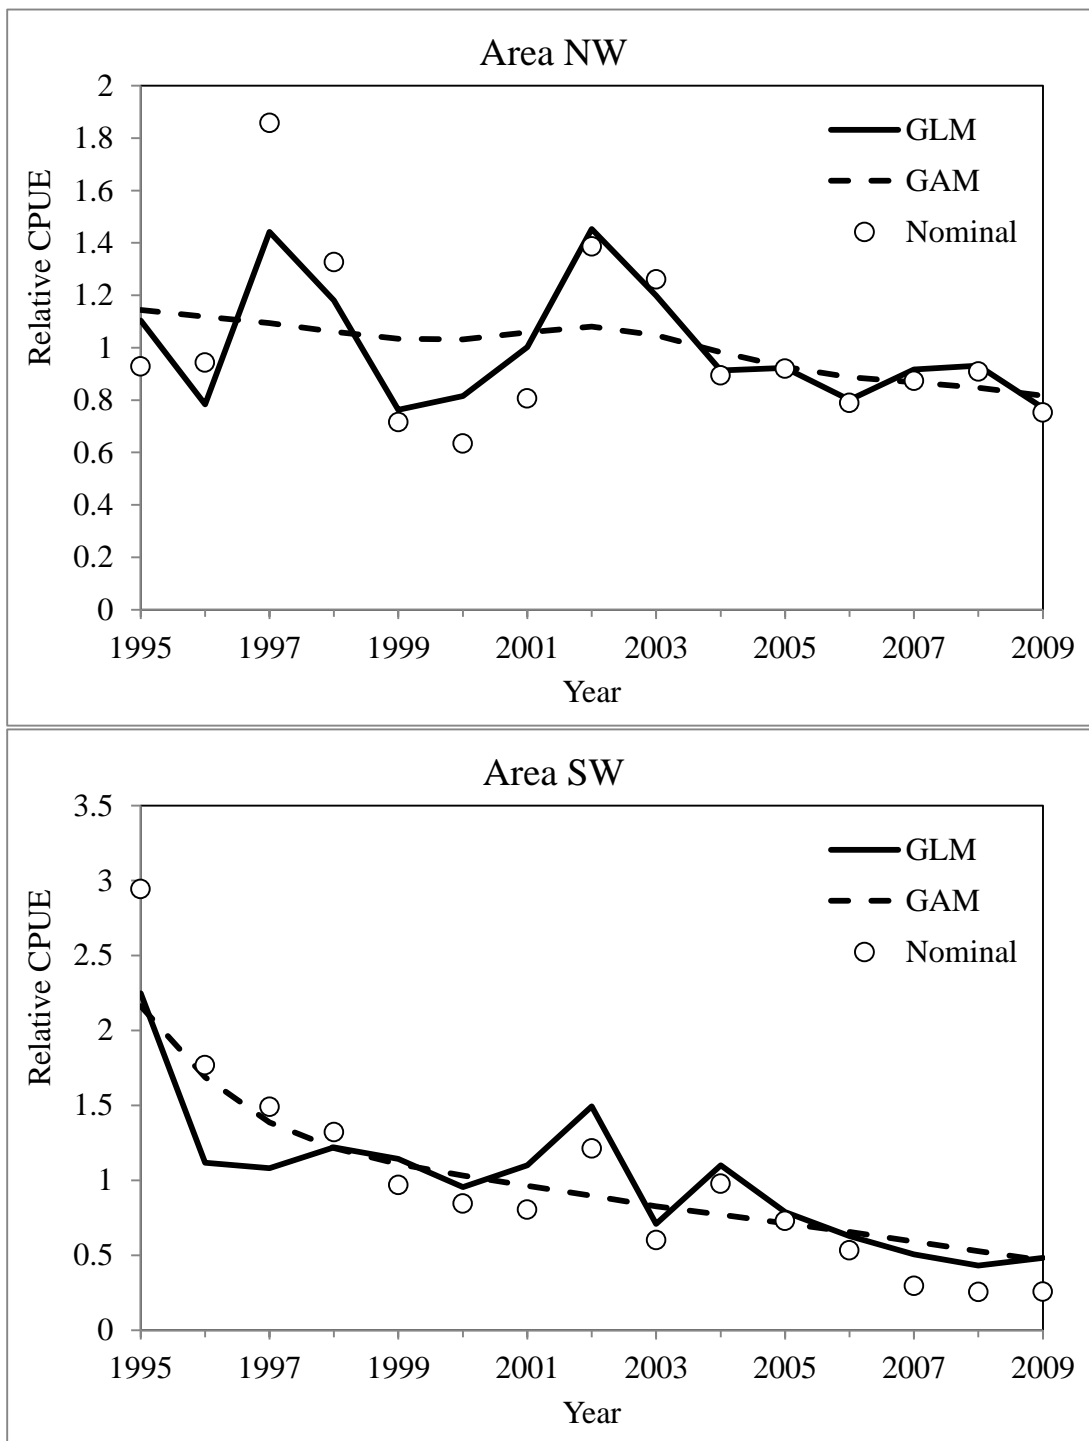 Area NW
2
1.8
1.6
1.4
1.2
1
0.8
0.6
0.4
0.2
0
Relative CPUE
GLM
GAM
Nominal
1995 1997 1999 2001 2003 2005 2007 2009
Year
Area SW
3.5
3
2.5
2
1.5
1
0.5
0
Relative CPUE
GLM
GAM
Nominal
1995 1997 1999 2001 2003 2005 2007 2009
Year